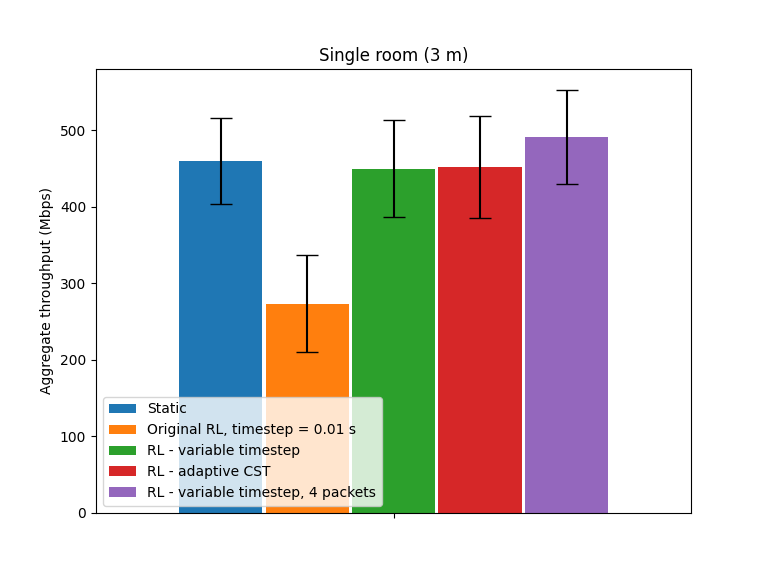 Single room (3 m)
Aggregate throughput (Mbps)
500
400
300
200
100
0
Static
Original RL, timestep = 0.01 s
RL - variable timestep
RL - adaptive CST
RL - variable timestep, 4 packets